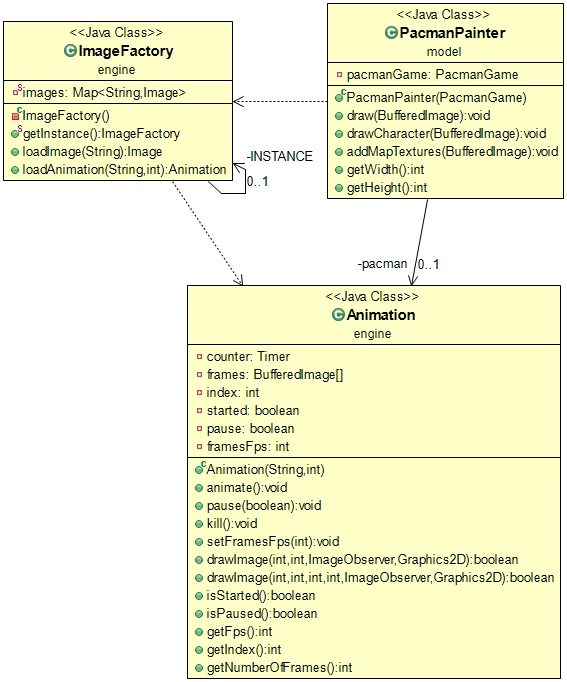 <<Java Class>>
ImageFactory
engine
images: Map<String,Image>
ImageFactory()
getInstance():ImageFactory
loadImage(String):Image
loadAnimation(String,int):Animation
<<Java Class>>
PacmanPainter
model
pacmanGame: PacmanGame
PacmanPainter(PacmanGame)
draw(BufferedImage):void
drawCharacter(BufferedImage):void
addMapTextures(BufferedImage):void
getWidth():int
getHeight():int
-INSTANCE
0..1
-pacman
0..1
<<Java Class>>
Animation
engine
counter: Timer
frames: BufferedImage[]
index: int
started: boolean
pause: boolean
framesFps: int
Animation(String,int)
animate():void
pause(boolean):void
kill():void
setFramesFps(int):void
drawImage(int,int,ImageObserver,Graphics2D):boolean
drawImage(int,int,int,int,ImageObserver,Graphics2D):boolean
isStarted():boolean
isPaused():boolean
getFps():int
getIndex():int
getNumberOfFrames():int